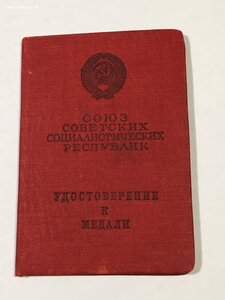 СОЮЗ
СОВЕТСКИХ
СОЦИАЛИСТИЧЕСКИХ
РЕСПУБЛИК
УДОСТОВЕРЕНИЕ
К
МЕДАЛИ